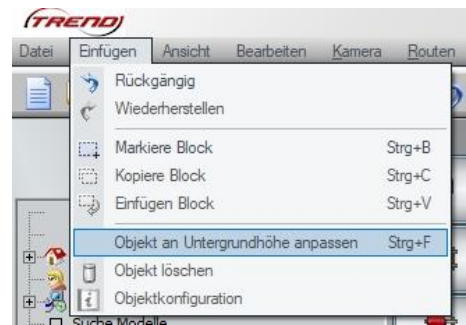 TREND
Datei Einfügen Ansicht Bearbeiten Kamera Routen
Rückgängig
Wiederherstellen
Markiere Block Strg+B
Kopiere Block Strg+C
Einfügen Block Strg+V
Objekt an Untergrundhöhe anpassen Strg+F
Objekt löschen
Objektkonfiguration
Suche Modelle